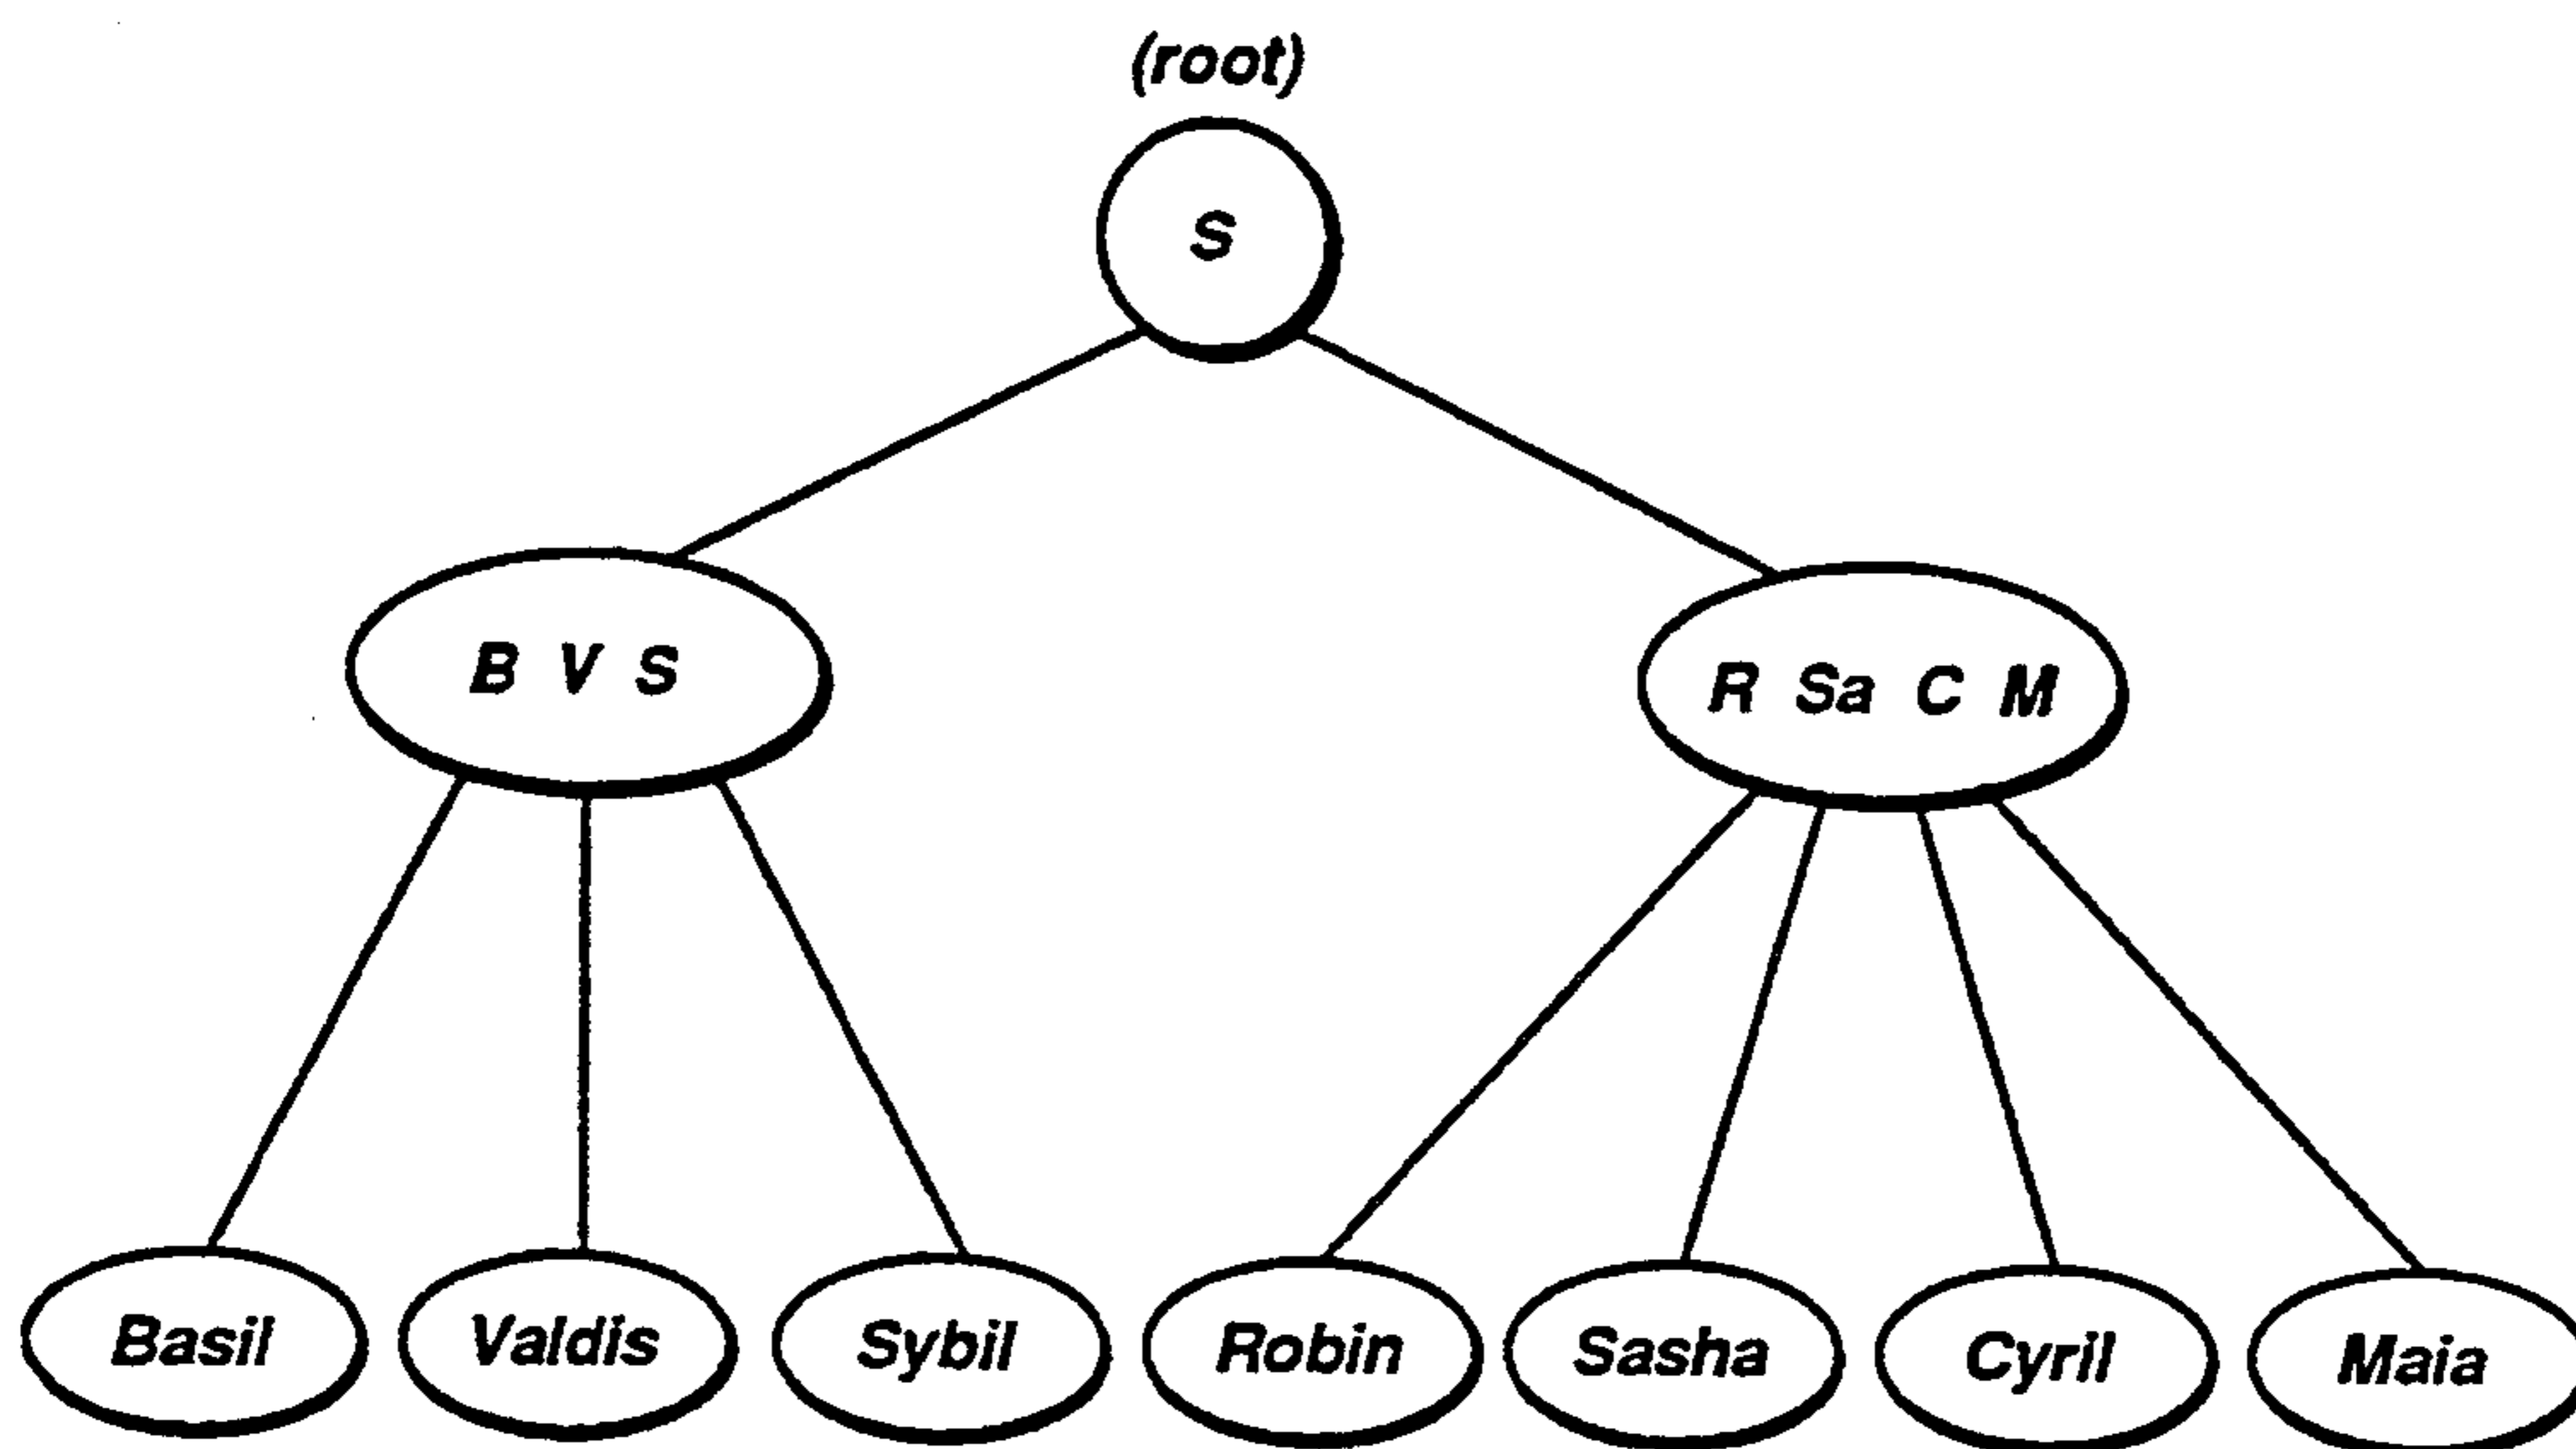 (root)
S
B V S
R Sa C M
Basil Valdis Sybil Robin Sasha Cyril Maia